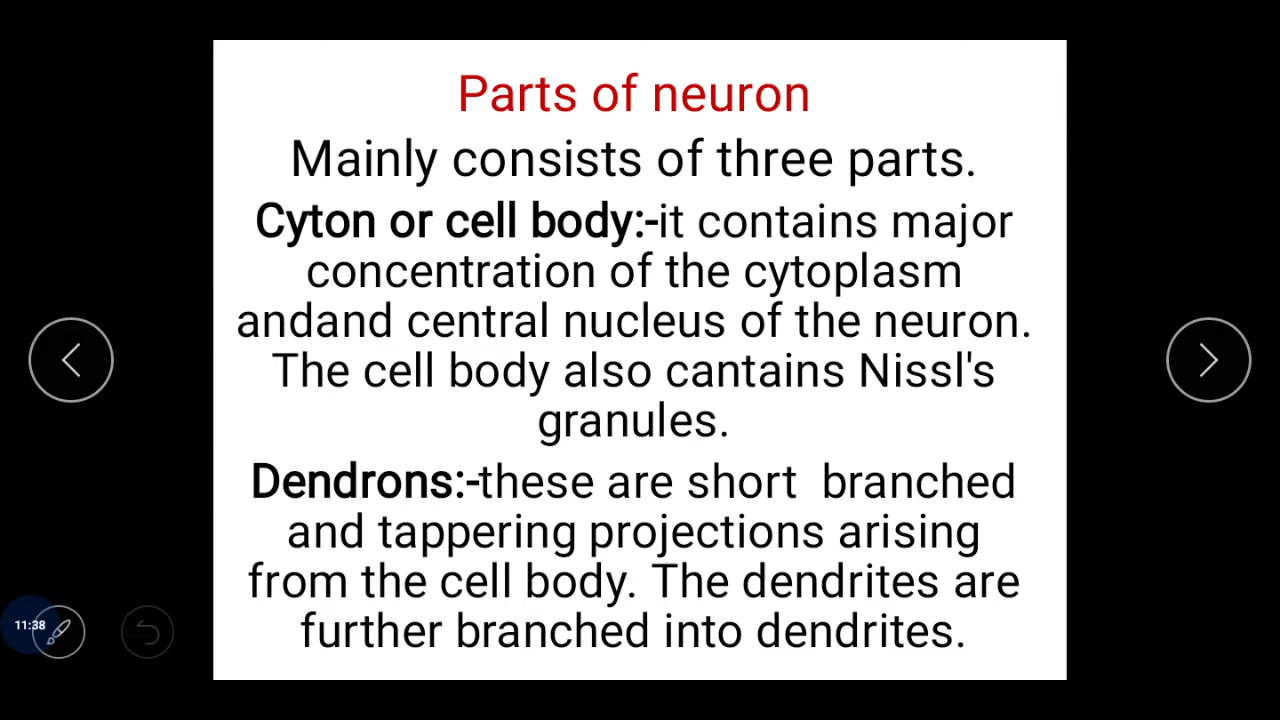 Parts of neuron
Mainly consists of three parts.
Cyton or cell body:-it contains major
concentration of the cytoplasm
andand central nucleus of the neuron.
The cell body also cantains Nissl's
granules.
Dendrons:-these are short  branched
and tappering projections arising
from the cell body. The dendrites are
further branched into dendrites.
11:38